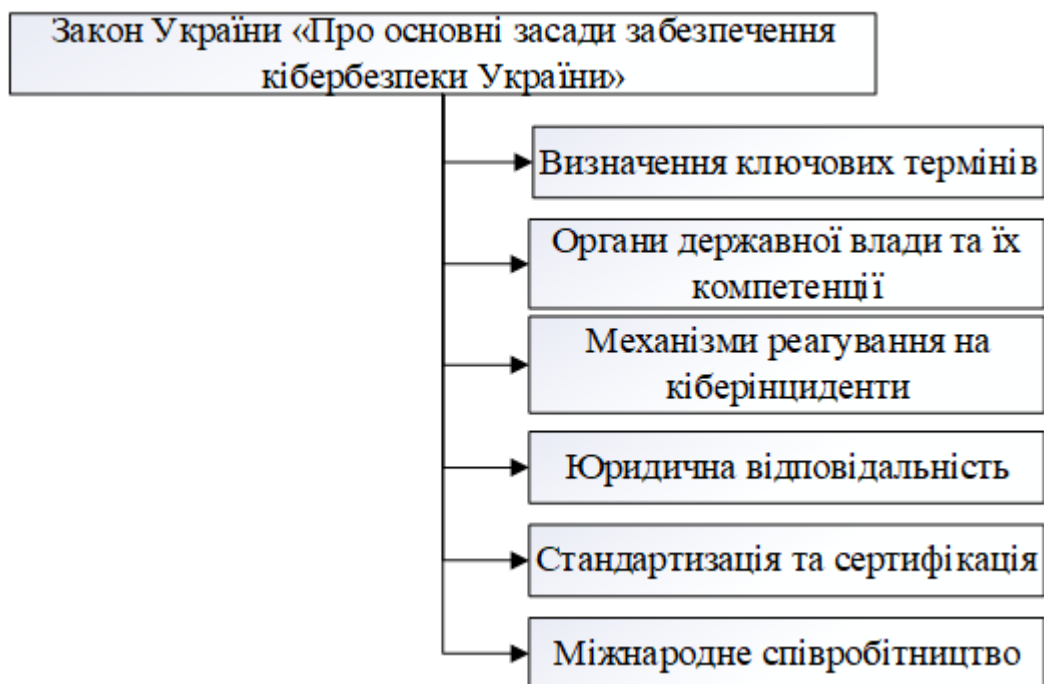 Закон України «Про основні засади забезпечення
кібербезпеки України»
Визначення ключових термінів
Органи державної влади та їх
компетенції
Механізми реагування на
кіберінциденти
Юридична відповідальність
Стандартизація та сертифікація
Міжнародне співробітництво